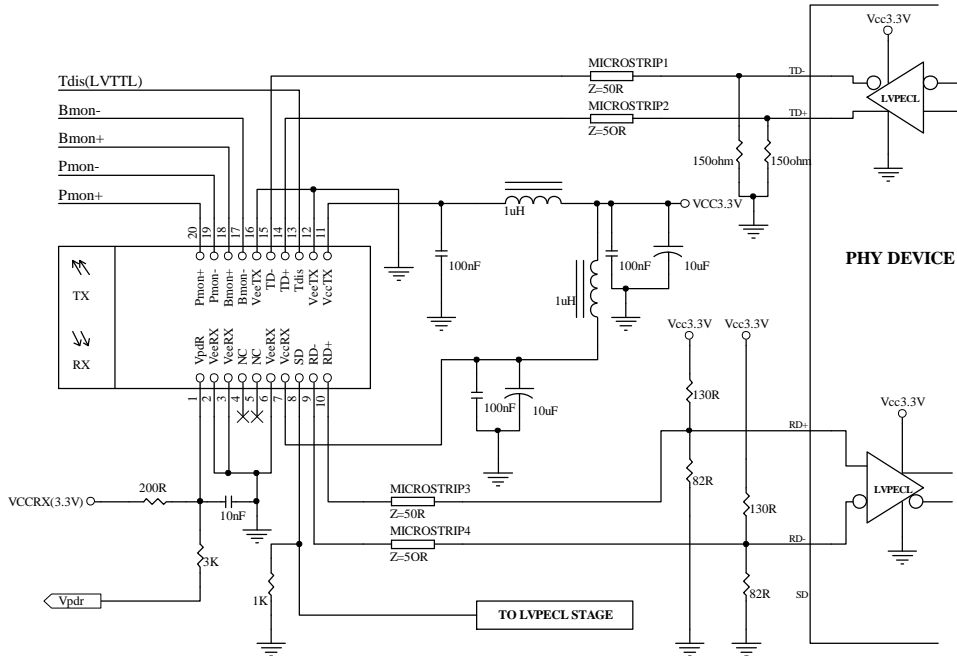 Vcc3.3V
Tdis(LVTTL)
MICROSTRIP1
TD-
Z=50R
LVPECL
Bmon-
MICROSTRIP2
TD+
Z=5OR
Bmon+
150ohm
150ohm
Pmon-
Pmon+
1uH
VCC3.3V
20
19
18
17
16
15
14
13
12
11
100nF
100nF
10uF
PHY DEVICE
TX
Pmon+
Pmon-
Bmon+
Bmon-
VeeTX
TD-
TD+
Tdis
VeeTX
VccTX
1uH
RX
VpdR
VeeRX
VeeRX
NC
NC
VeeRX
VccRX
SD
RD-
RD+
Vcc3.3V
Vcc3.3V
1
2
3
4
5
6
7
8
9
10
100nF
10uF
130R
Vcc3.3V
RD+
200R
MICROSTRIP3
82R
LVPECL
VCCRX(3.3V)
10nF
Z=50R
130R
MICROSTRIP4
RD-
3K
Z=5OR
Vpdr
1K
TO LVPECL STAGE
82R
SD